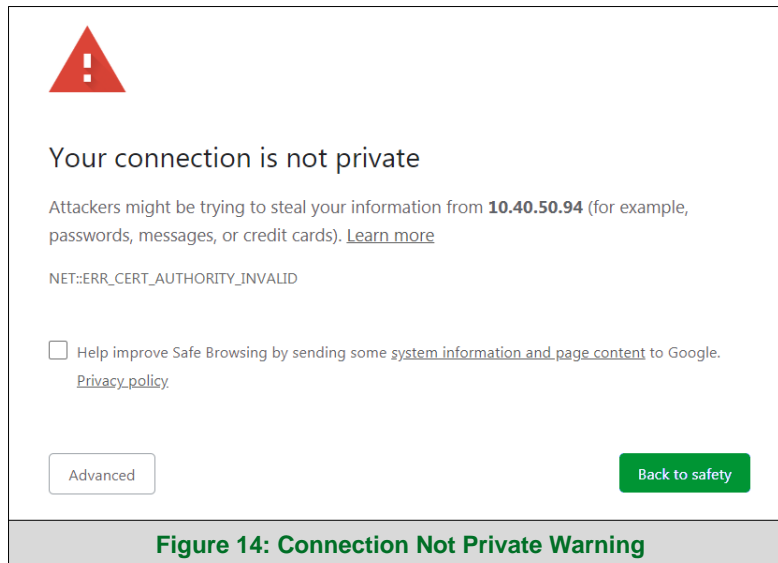 Your connection is not private
Attackers might be trying to steal your information from 10.40.50.94 (for example,
passwords, messages, or credit cards). Learn more
NET::ERR_CERT_AUTHORITY_INVALID
Help improve Safe Browsing by sending some system information and page content to Google.
Privacy policy
Advanced
Back to safety
Figure 14: Connection Not Private Warning